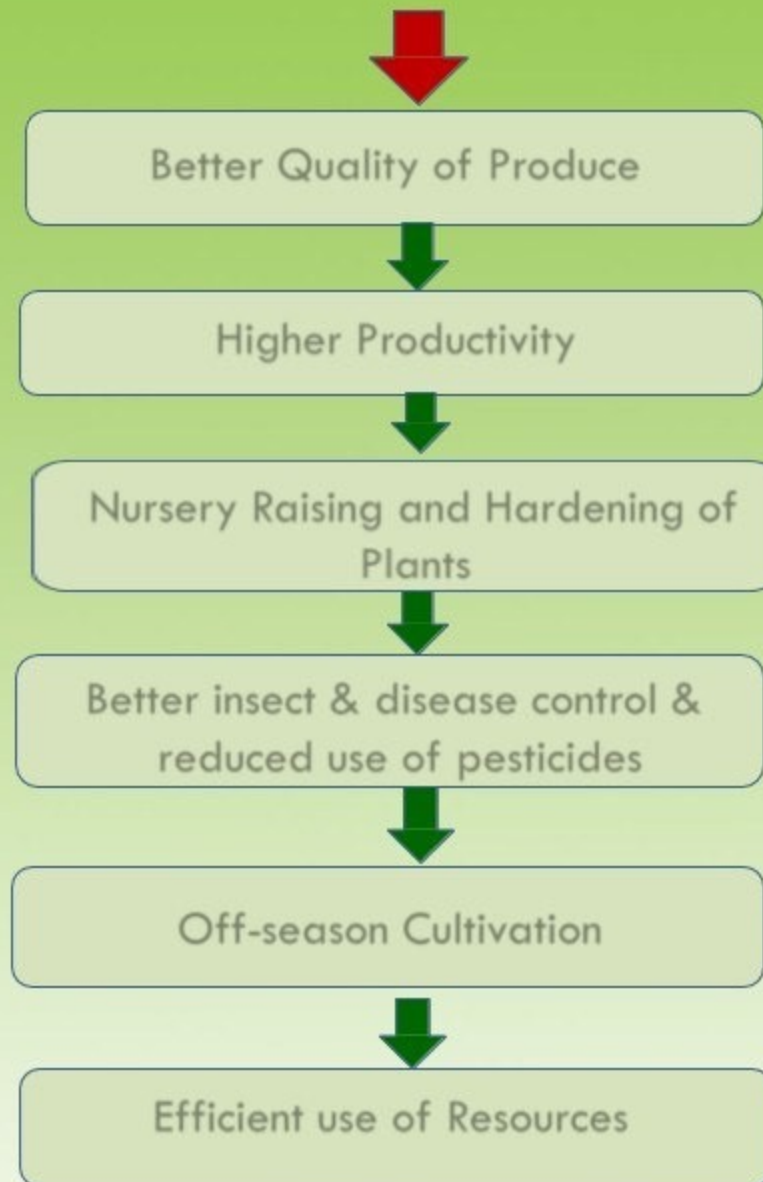 Better Quality of Produce
Higher Productivity
Nursery Raising and Hardening of
Plants
Better insect & disease control &
reduced use of pesticides
Off-season Cultivation
Efficient use of Resources